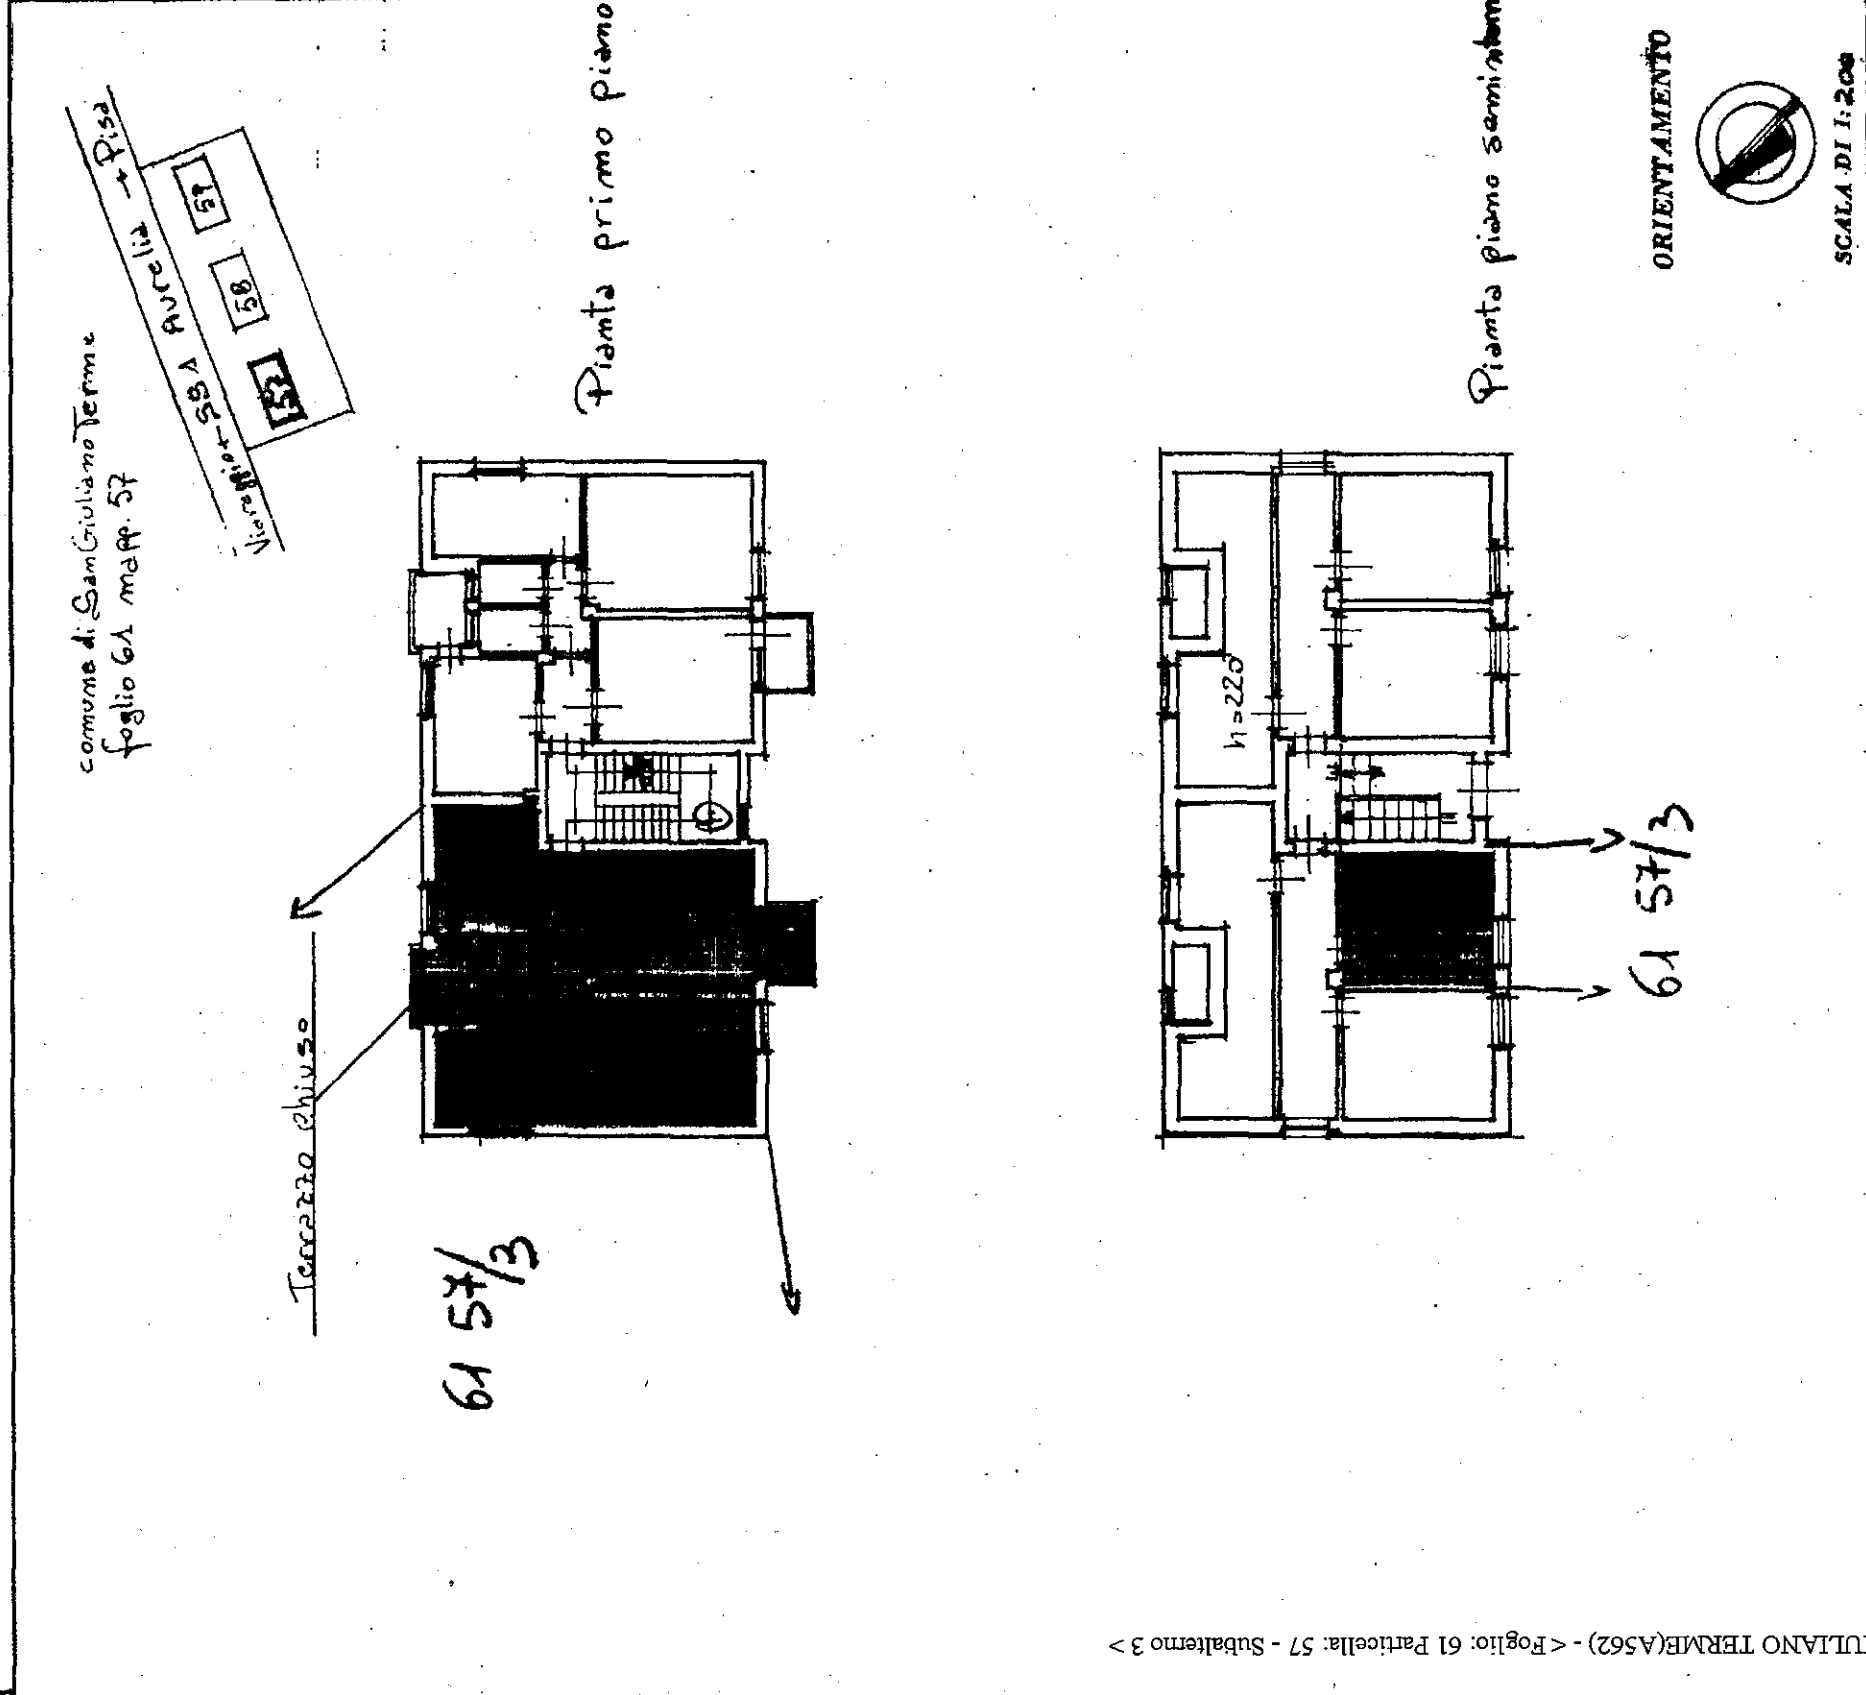 comune di San Giuliano Terme
foglio 61 mapp. 57
Viareggio ← SS 1 Aurelia → Pisa
57
58
59
Pianta primo piano
Terrazzo chiuso
61 57/3
Pianta piano seminterr
h=220
61 57/3
ORIENTAMENTO
SCALA DI 1:200
ULIANO TERME(A562) - < Foglio: 61 Particella: 57 - Subalterno 3 >